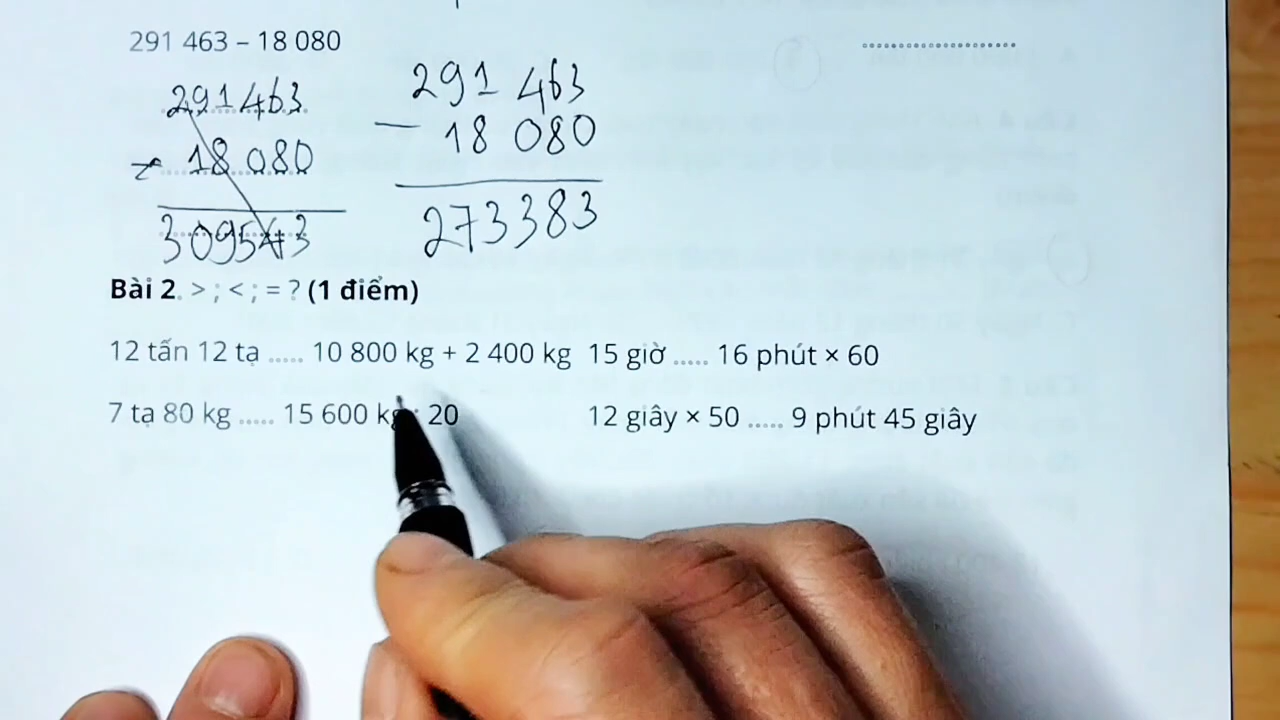 291 463 – 18 080
.....................
291463
291 463
+ 18 080
– 18 080
309543
273383
Bài 2. > ; < ; = ? (1 điểm)
12 tấn 12 tạ ..... 10 800 kg + 2 400 kg 15 giờ ..... 16 phút × 60
7 tạ 80 kg ..... 15 600 kg : 20 12 giây × 50 ..... 9 phút 45 giây